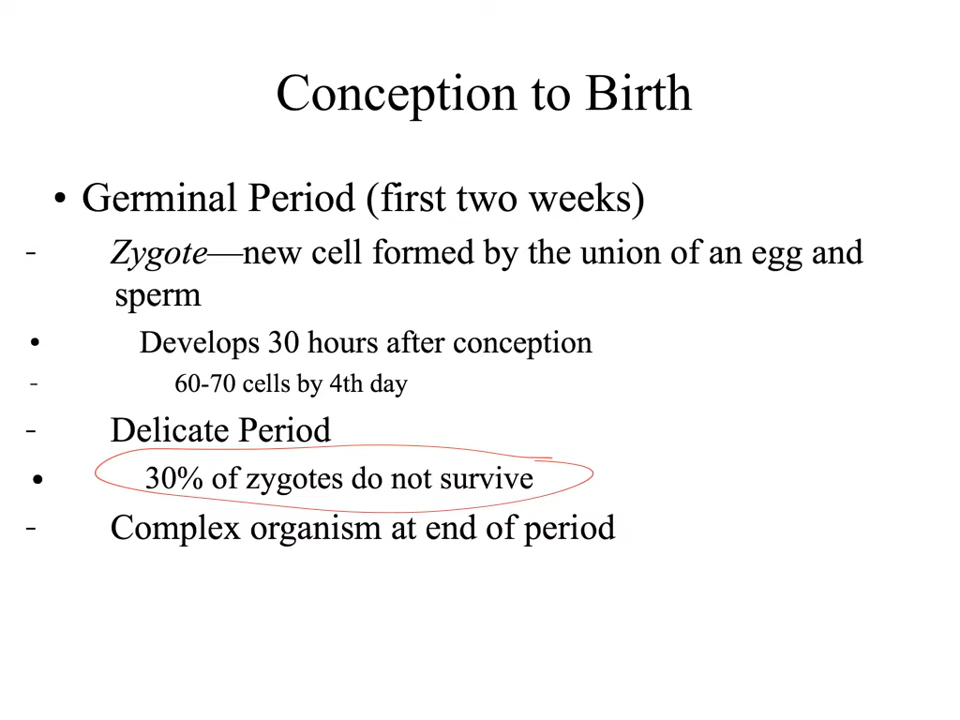 Conception to Birth
• Germinal Period (first two weeks)
- Zygote—new cell formed by the union of an egg and
sperm
• Develops 30 hours after conception
- 60-70 cells by 4th day
- Delicate Period
• 30% of zygotes do not survive
- Complex organism at end of period